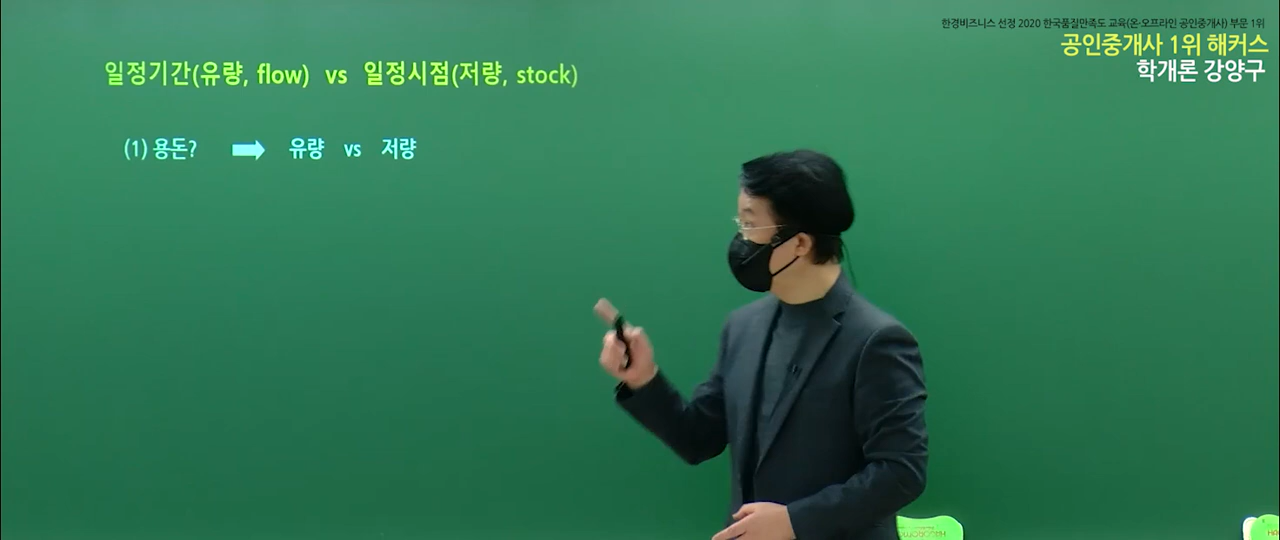 한경비즈니스 선정 2020 한국품질만족도 교육(온·오프라인 공인중개사) 부문 1위
공인중개사 1위 해커스
학개론 강양구
일정기간(유량, flow) vs 일정시점(저량, stock)
(1) 용돈? ➡ 유량 vs 저량